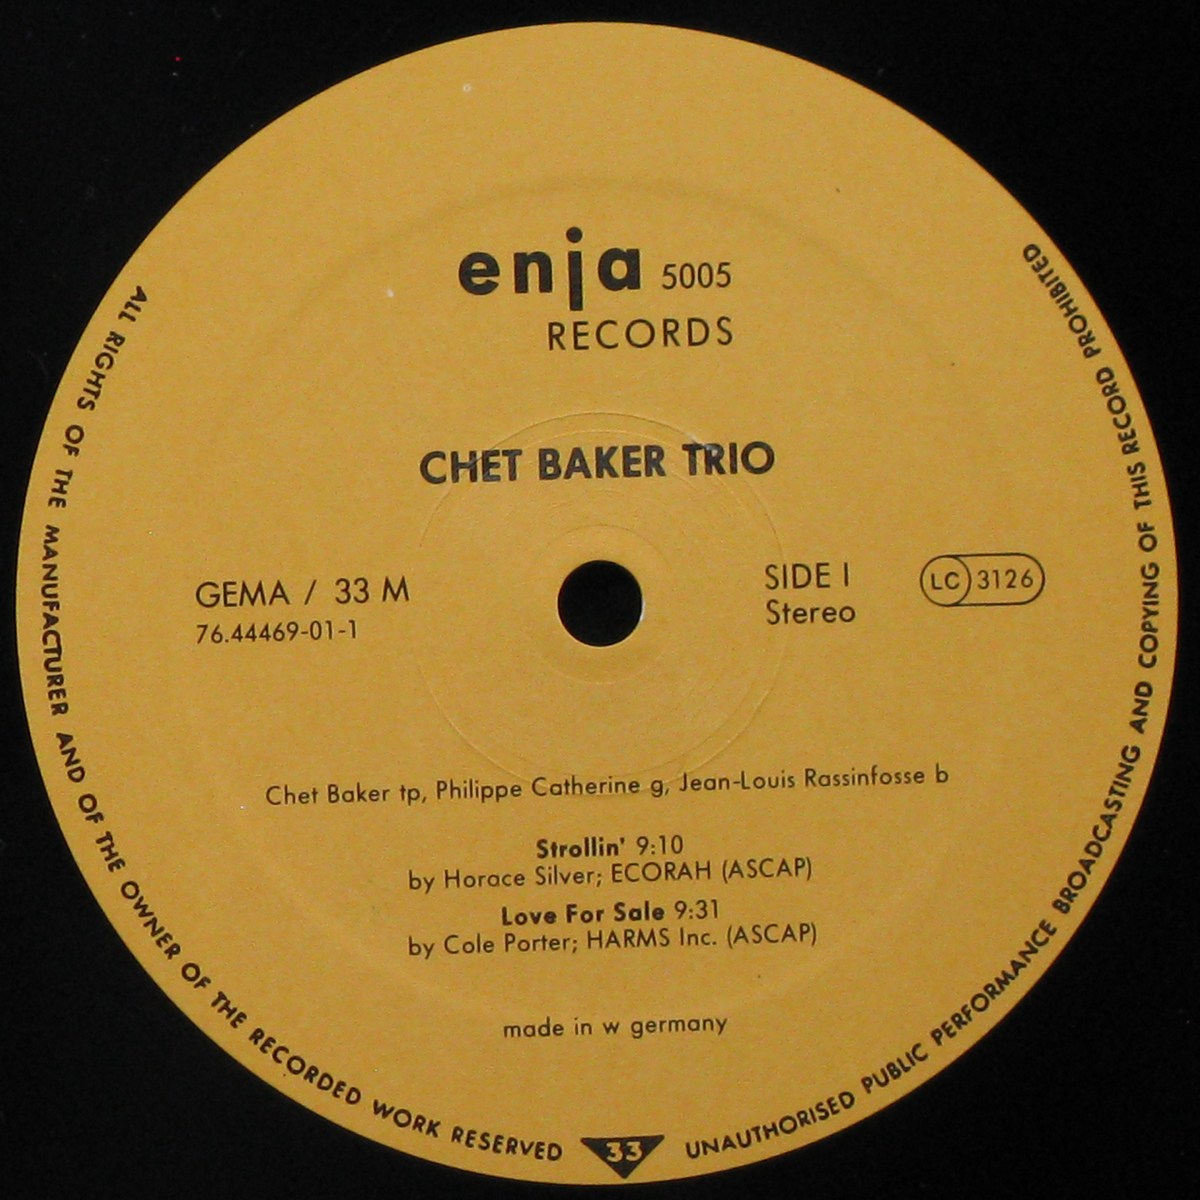 enja 5005
RECORDS
CHET BAKER TRIO
GEMA / 33 M
76.44469-01-1
SIDE I
Stereo
LC 3126
Chet Baker tp, Philippe Catherine g, Jean-Louis Rassinfosse b
Strollin' 9:10
by Horace Silver; ECORAH (ASCAP)
Love For Sale 9:31
by Cole Porter; HARMS Inc. (ASCAP)
made in w germany
ALL RIGHTS OF THE MANUFACTURER AND OF THE OWNER OF THE RECORDED WORK RESERVED
33
UNAUTHORISED PUBLIC PERFORMANCE BROADCASTING AND COPYING OF THIS RECORD PROHIBITED